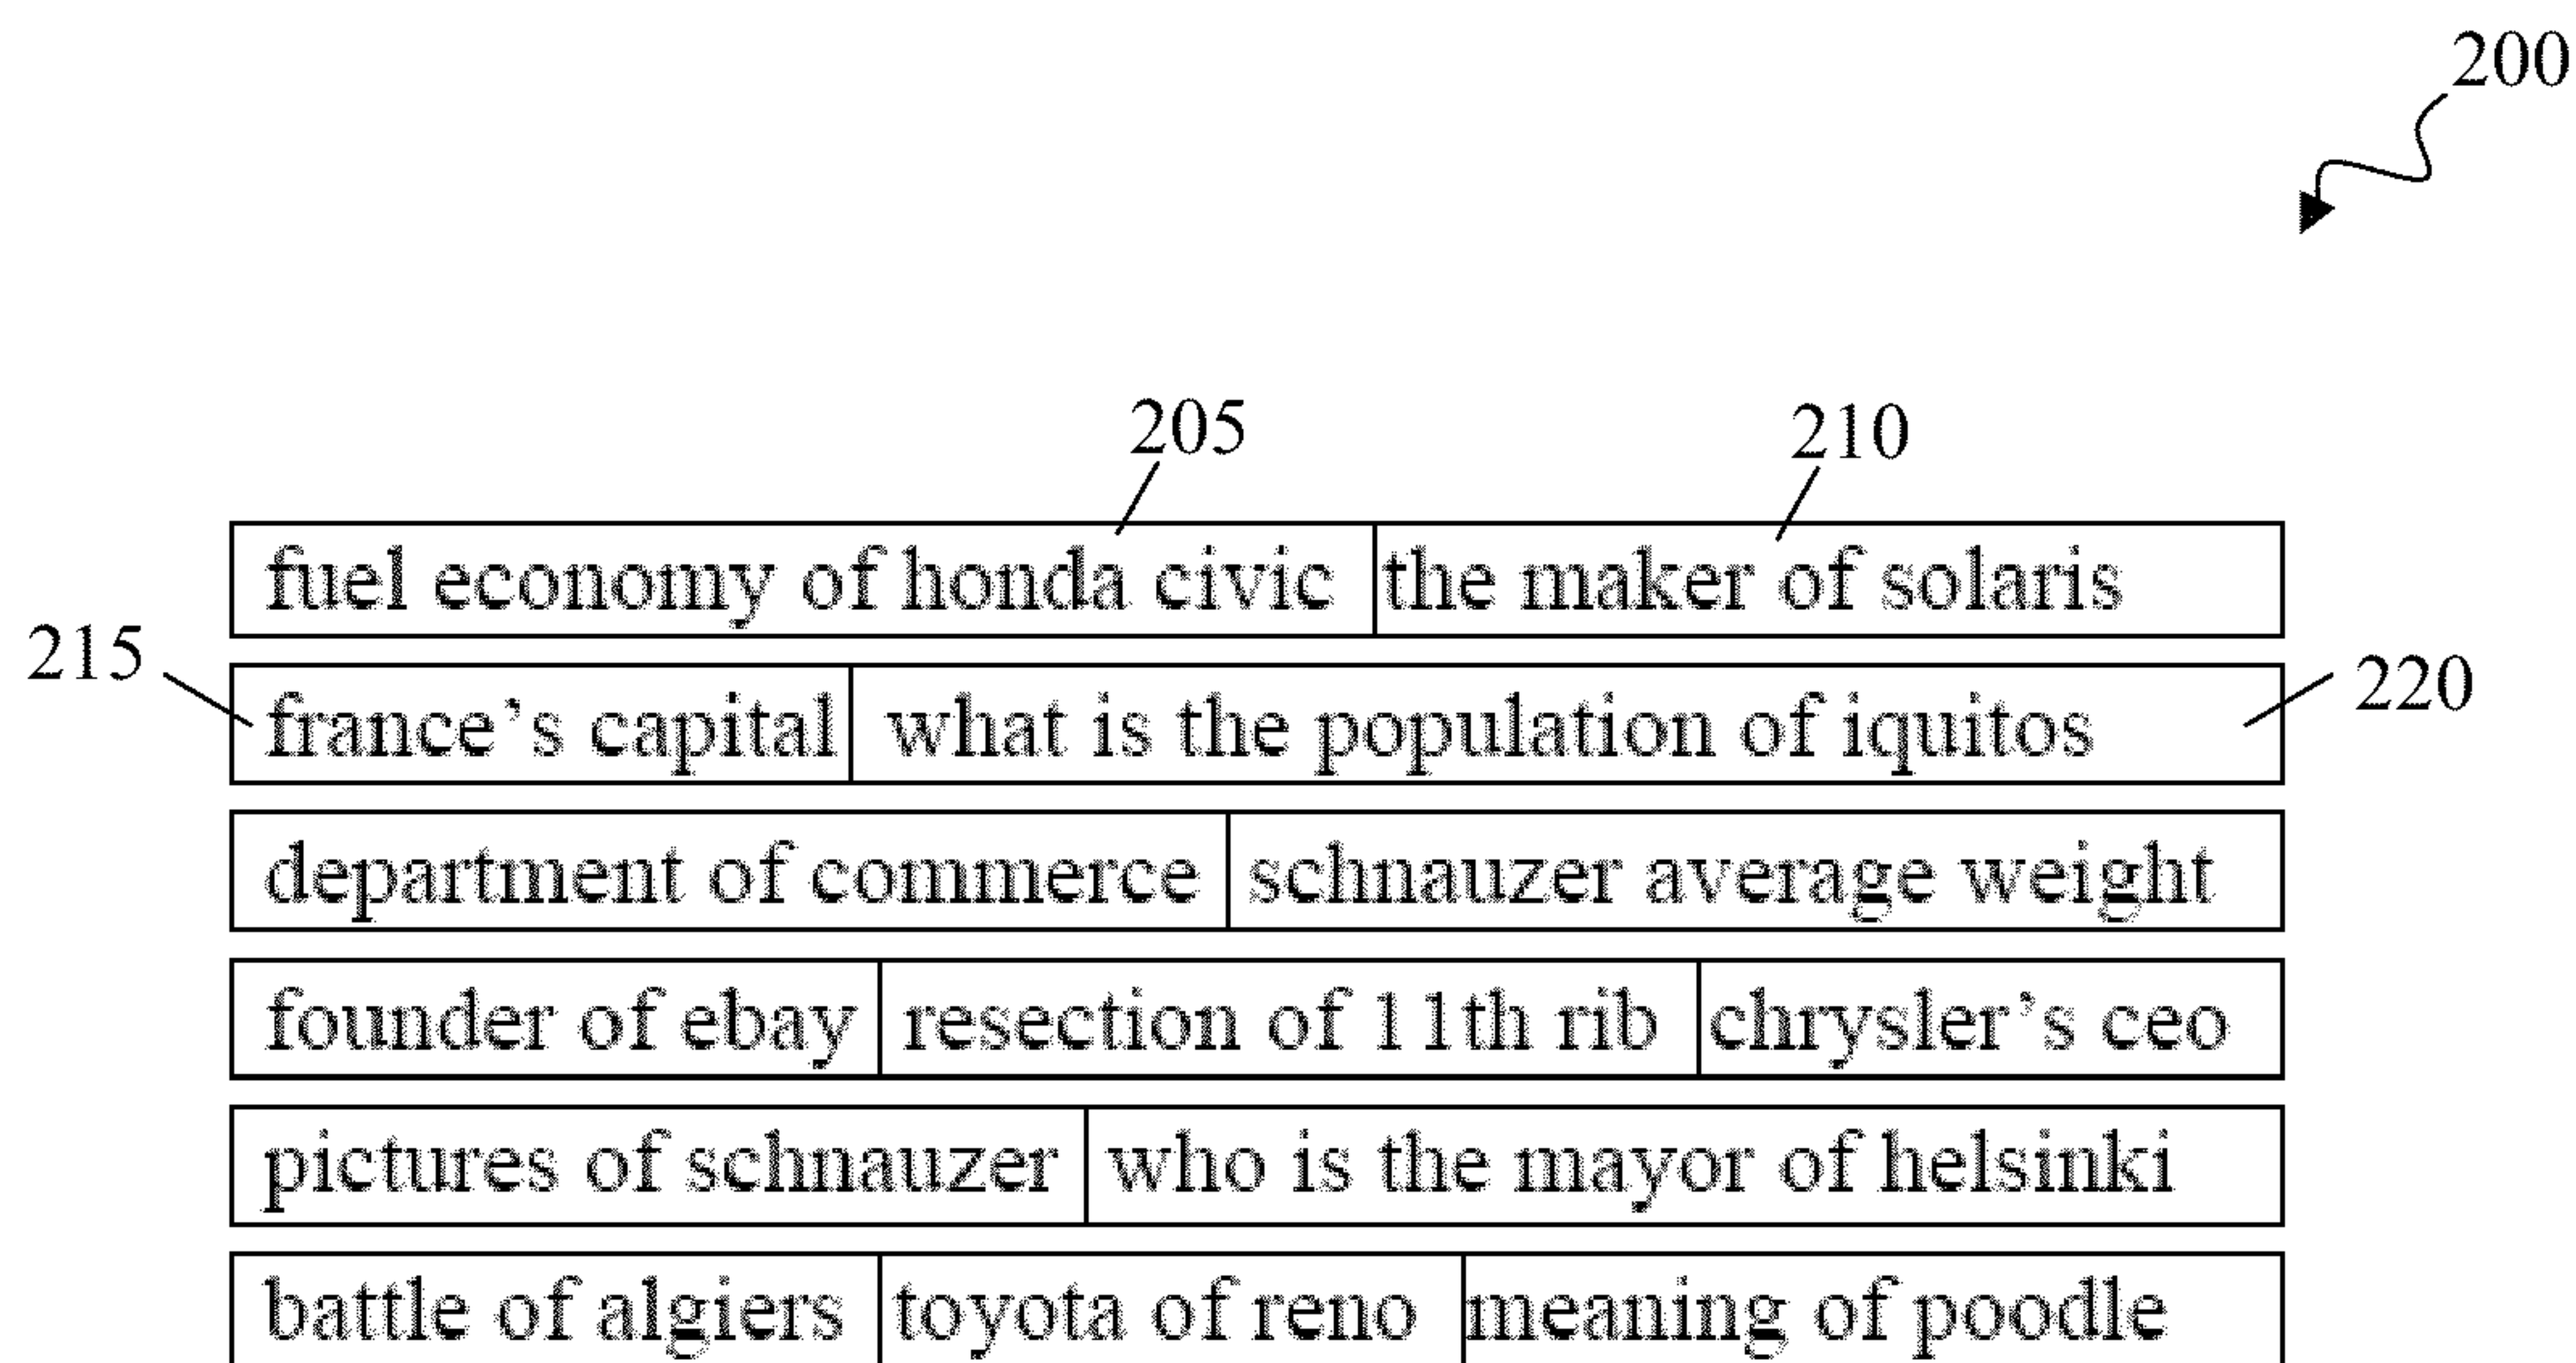 200
205 210
fuel economy of honda civic the maker of solaris
215 france’s capital what is the population of iquitos 220
department of commerce schnauzer average weight
founder of ebay resection of 11th rib chrysler’s ceo
pictures of schnauzer who is the mayor of helsinki
battle of algiers toyota of reno meaning of poodle